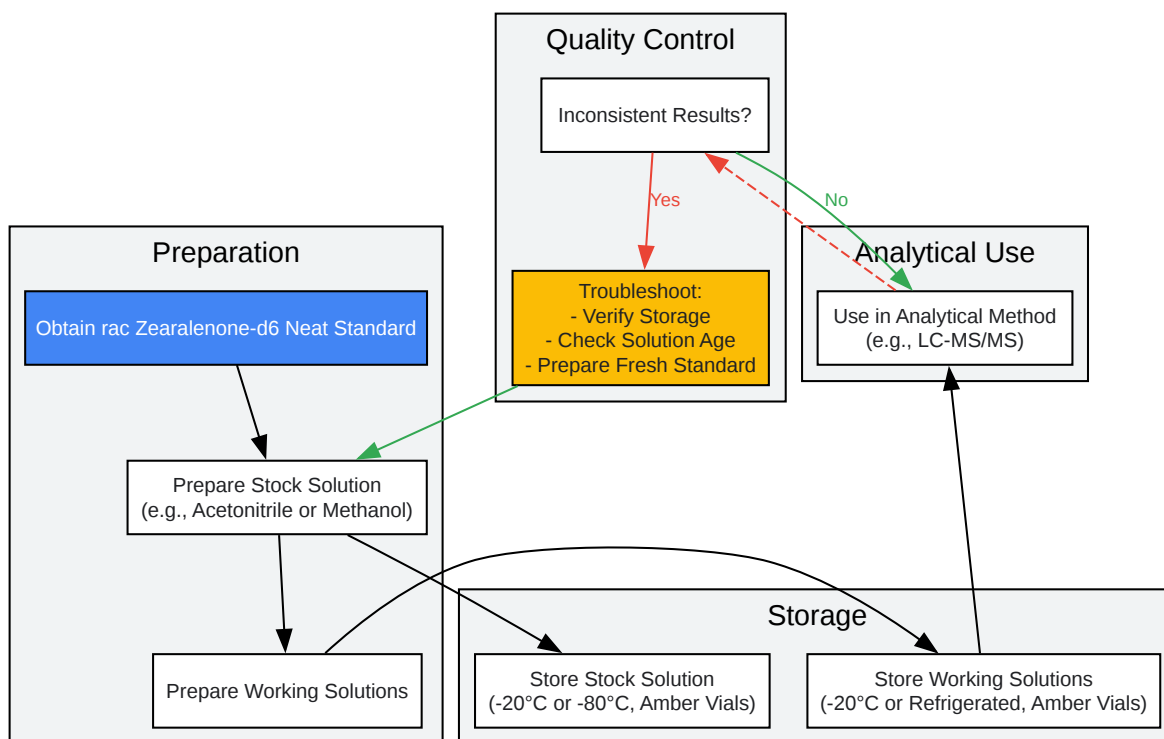 Quality Control
Inconsistent Results?
Yes
No
Preparation
Analytical Use
Obtain rac Zearalenone-d6 Neat Standard
Troubleshoot:
- Verify Storage
- Check Solution Age
- Prepare Fresh Standard
Use in Analytical Method
(e.g., LC-MS/MS)
Prepare Stock Solution
(e.g., Acetonitrile or Methanol)
Storage
Prepare Working Solutions
Store Stock Solution
(-20°C or -80°C, Amber Vials)
Store Working Solutions
(-20°C or Refrigerated, Amber Vials)